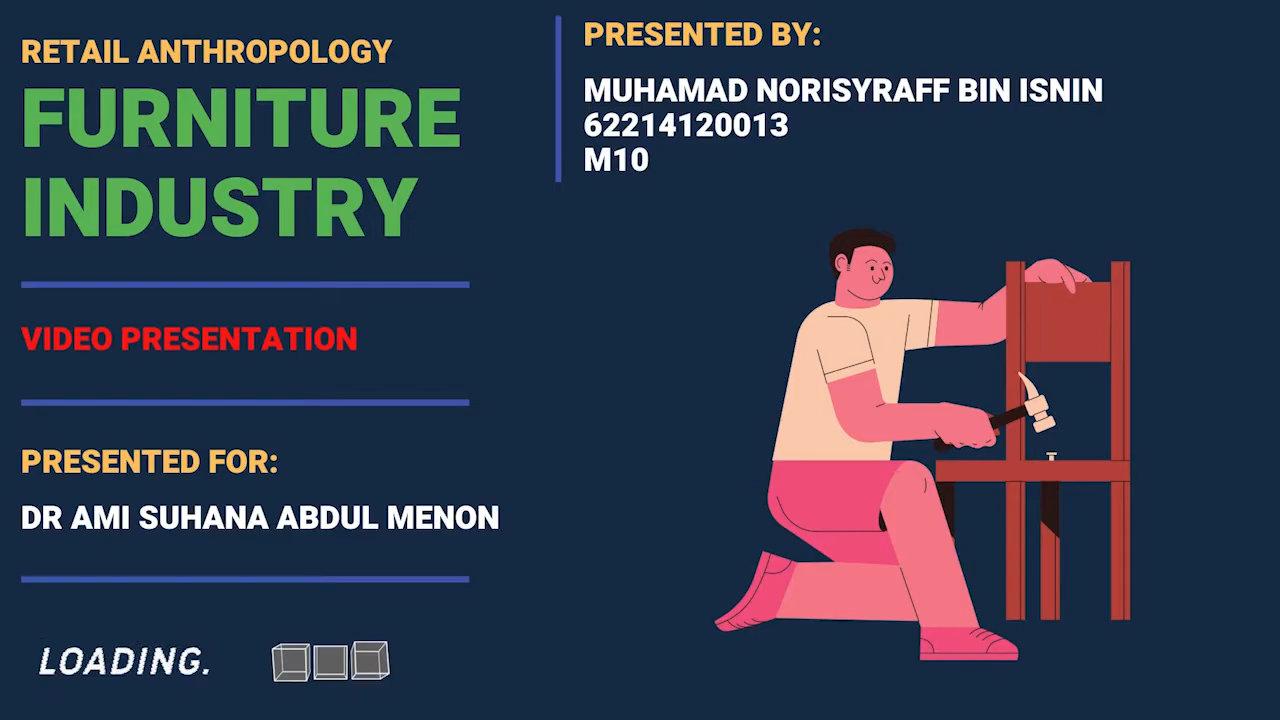 RETAIL ANTHROPOLOGY
FURNITURE
INDUSTRY
VIDEO PRESENTATION
PRESENTED FOR:
DR AMI SUHANA ABDUL MENON
LOADING.
PRESENTED BY:
MUHAMAD NORISYRAFF BIN ISNIN
62214120013
M10